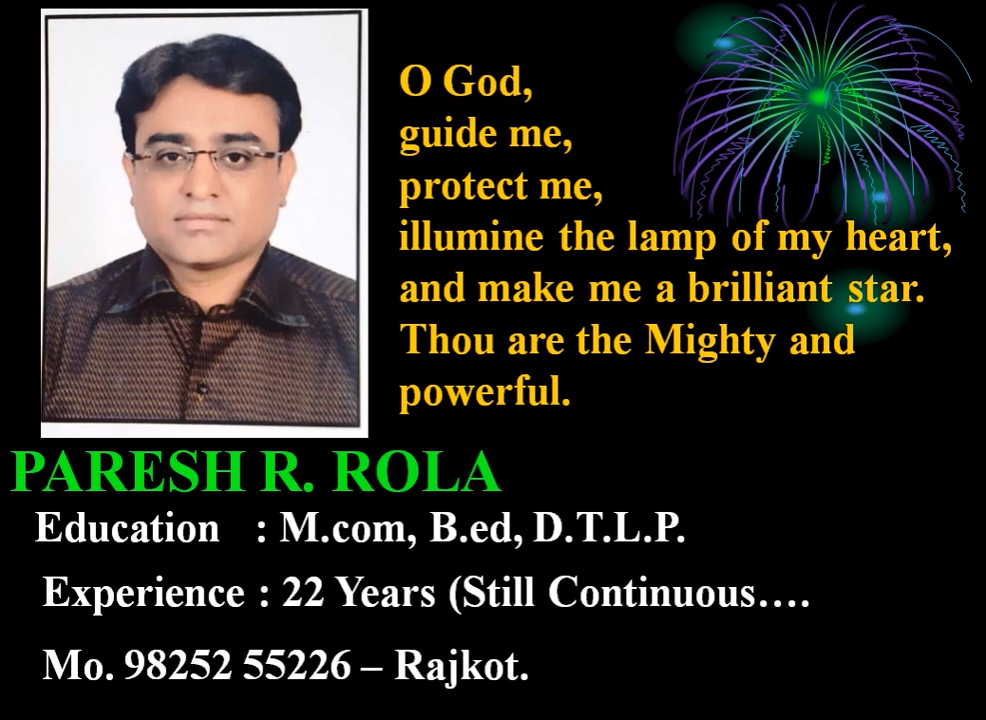 O God,
guide me,
protect me,
illumine the lamp of my heart,
and make me a brilliant star.
Thou are the Mighty and
powerful.
PARESH R. ROLA
Education : M.com, B.ed, D.T.L.P.
Experience : 22 Years (Still Continuous….
Mo. 98252 55226 – Rajkot.